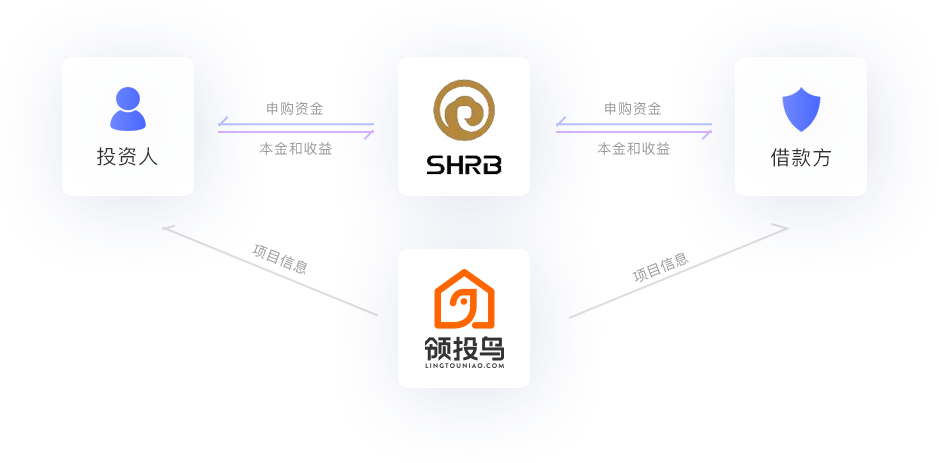 申购资金
申购资金
本金和收益
本金和收益
投资人
SHRB
借款方
项目信息
项目信息
领投鸟
LINGTOUNIAO.COM